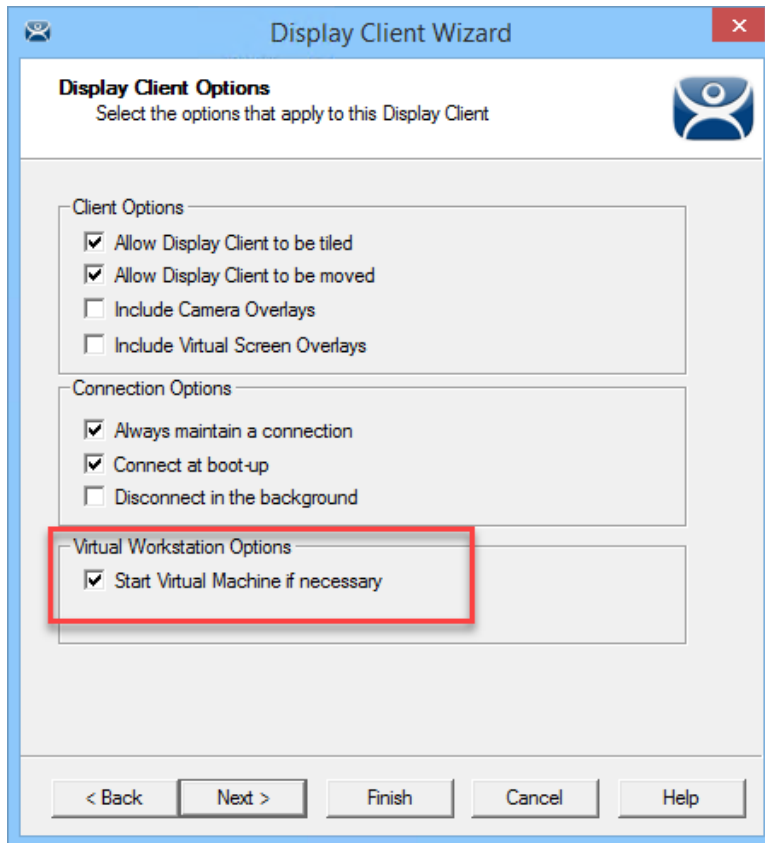 Display Client Wizard
Display Client Options
Select the options that apply to this Display Client
Client Options
Allow Display Client to be tiled
Allow Display Client to be moved
Include Camera Overlays
Include Virtual Screen Overlays
Connection Options
Always maintain a connection
Connect at boot-up
Disconnect in the background
Virtual Workstation Options
Start Virtual Machine if necessary
< Back Next > Finish Cancel Help